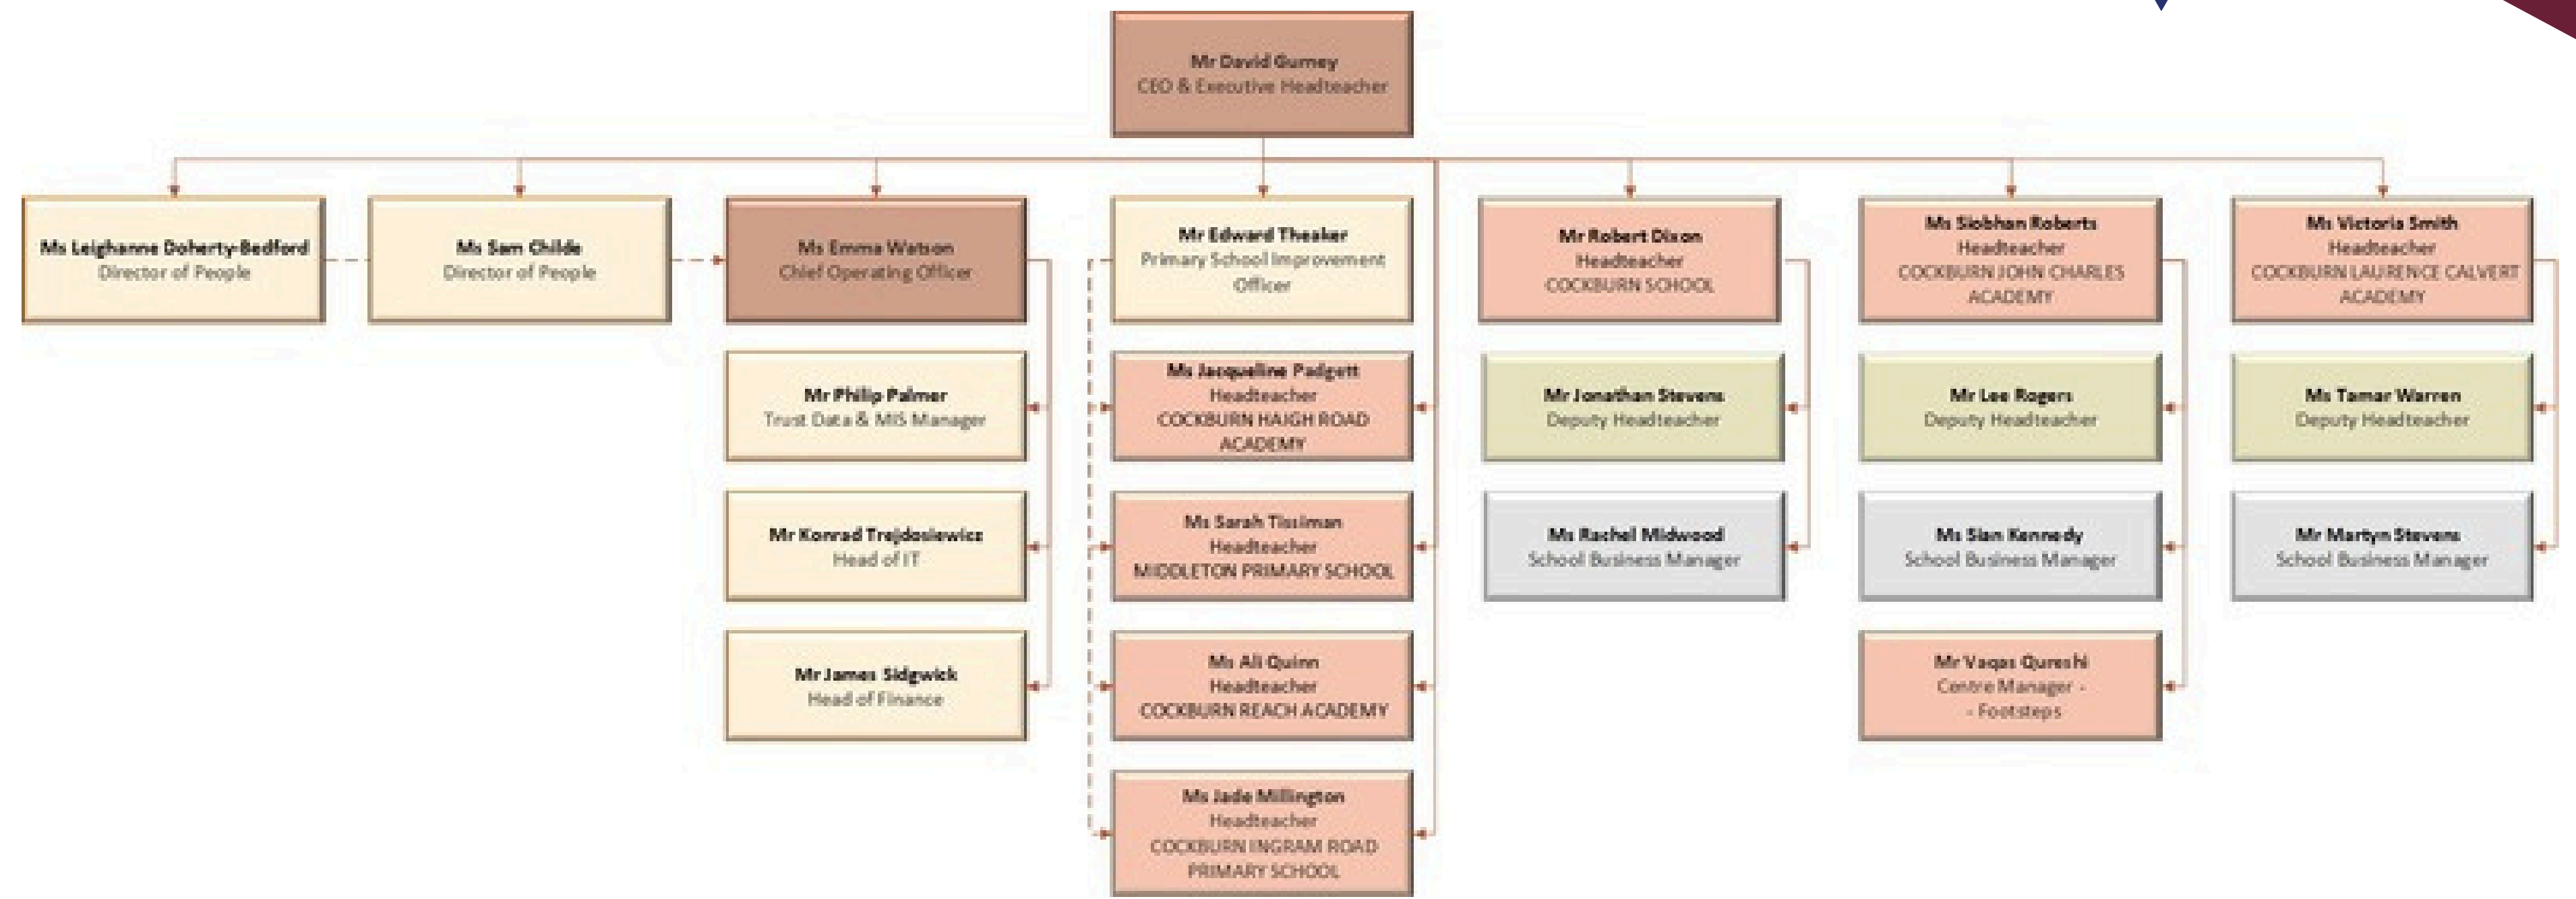 Mr David Gurney
CEO & Executive Headteacher
Ms Leighanne Doherty-Bedford
Director of People
Ms Sam Childe
Director of People
Ms Emma Watson
Chief Operating Officer
Mr Edward Theaker
Primary School Improvement
Officer
Mr Robert Dixon
Headteacher
COCKBURN SCHOOL
Ms Siobhan Roberts
Headteacher
COCKBURN JOHN CHARLES
ACADEMY
Ms Victoria Smith
Headteacher
COCKBURN LAURENCE CALVERT
ACADEMY
Mr Philip Palmer
Trust Data & MIS Manager
Ms Jacqueline Padgett
Headteacher
COCKBURN HAIGH ROAD
ACADEMY
Mr Jonathan Stevens
Deputy Headteacher
Mr Lee Rogers
Deputy Headteacher
Ms Tamar Warren
Deputy Headteacher
Mr Konrad Trejdosiewicz
Head of IT
Ms Sarah Tissiman
Headteacher
MIDDLETON PRIMARY SCHOOL
Ms Rachel Midwood
School Business Manager
Ms Sian Kennedy
School Business Manager
Mr Martyn Stevens
School Business Manager
Mr James Sidgwick
Head of Finance
Ms Ali Quinn
Headteacher
COCKBURN REACH ACADEMY
Mr Vaqas Qureshi
Centre Manager -
- Footsteps
Ms Jade Millington
Headteacher
COCKBURN INGRAM ROAD
PRIMARY SCHOOL